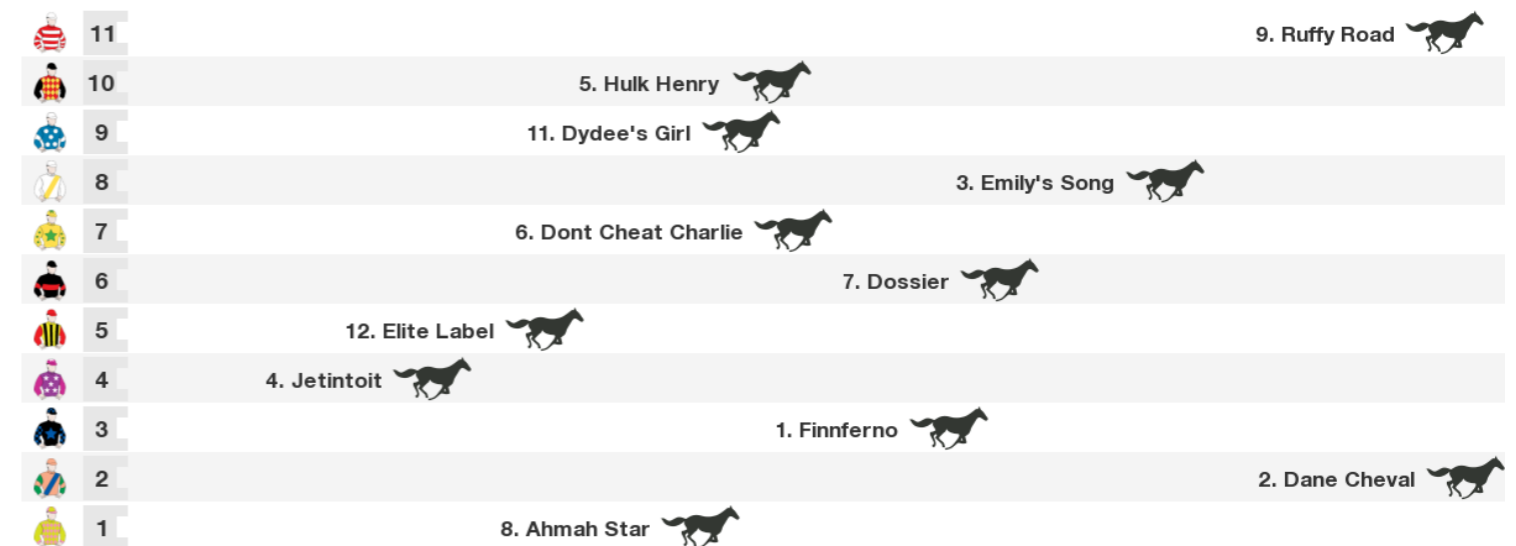 11 9. Ruffy Road
10 5. Hulk Henry
9 11. Dydee's Girl
8 3. Emily's Song
7 6. Dont Cheat Charlie
6 7. Dossier
5 12. Elite Label
4 4. Jetintoit
3 1. Finnferno
2 2. Dane Cheval
1 8. Ahmah Star